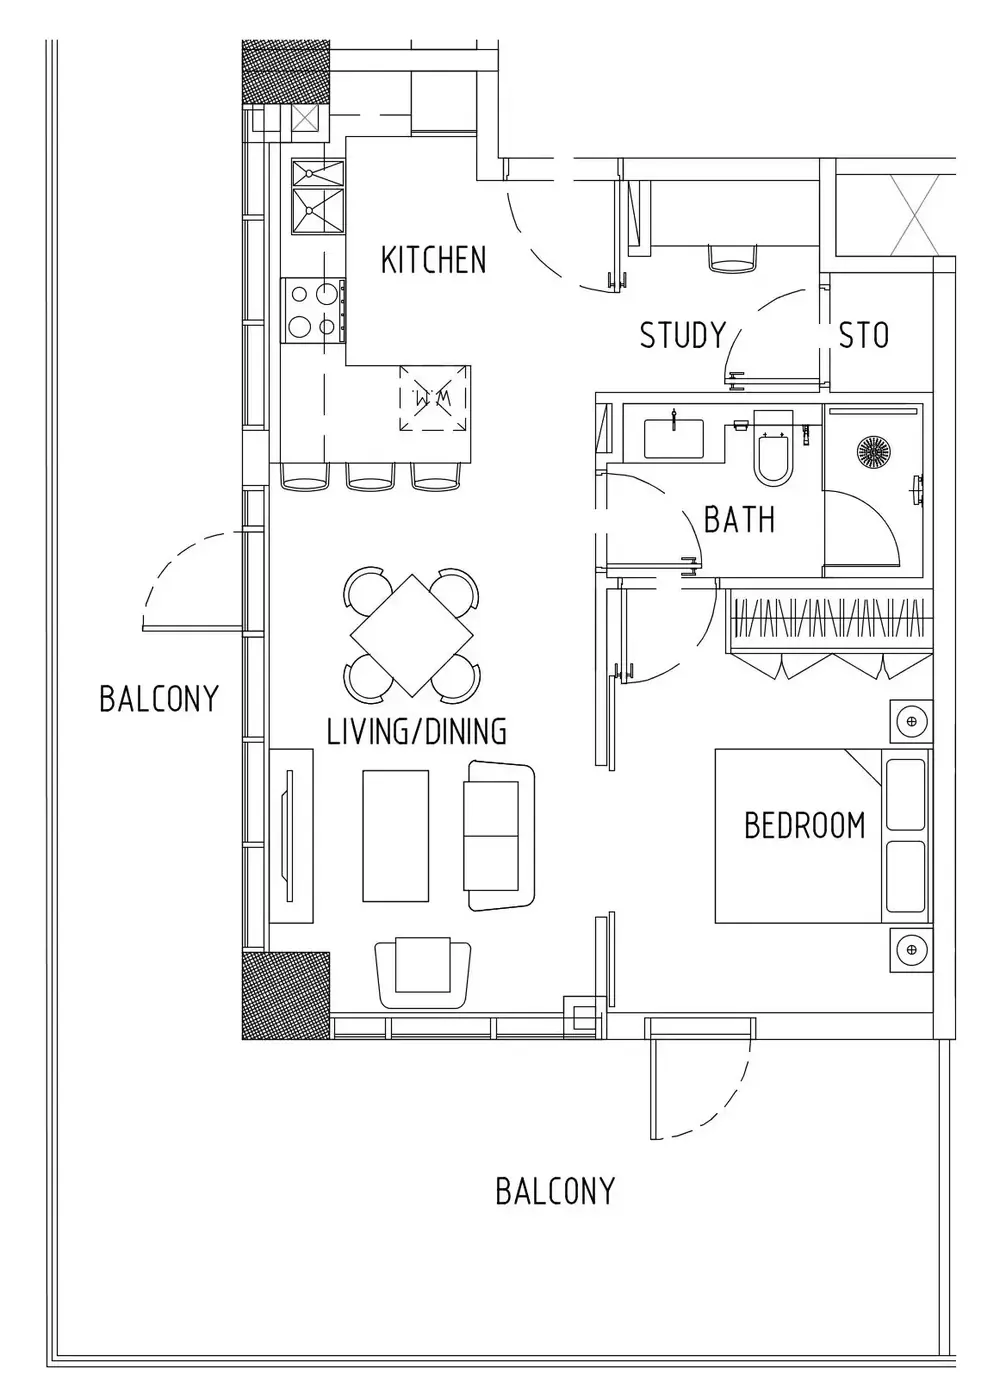 KITCHEN
STUDY
STO
W.M.
BATH
BALCONY
LIVING/DINING
BEDROOM
BALCONY